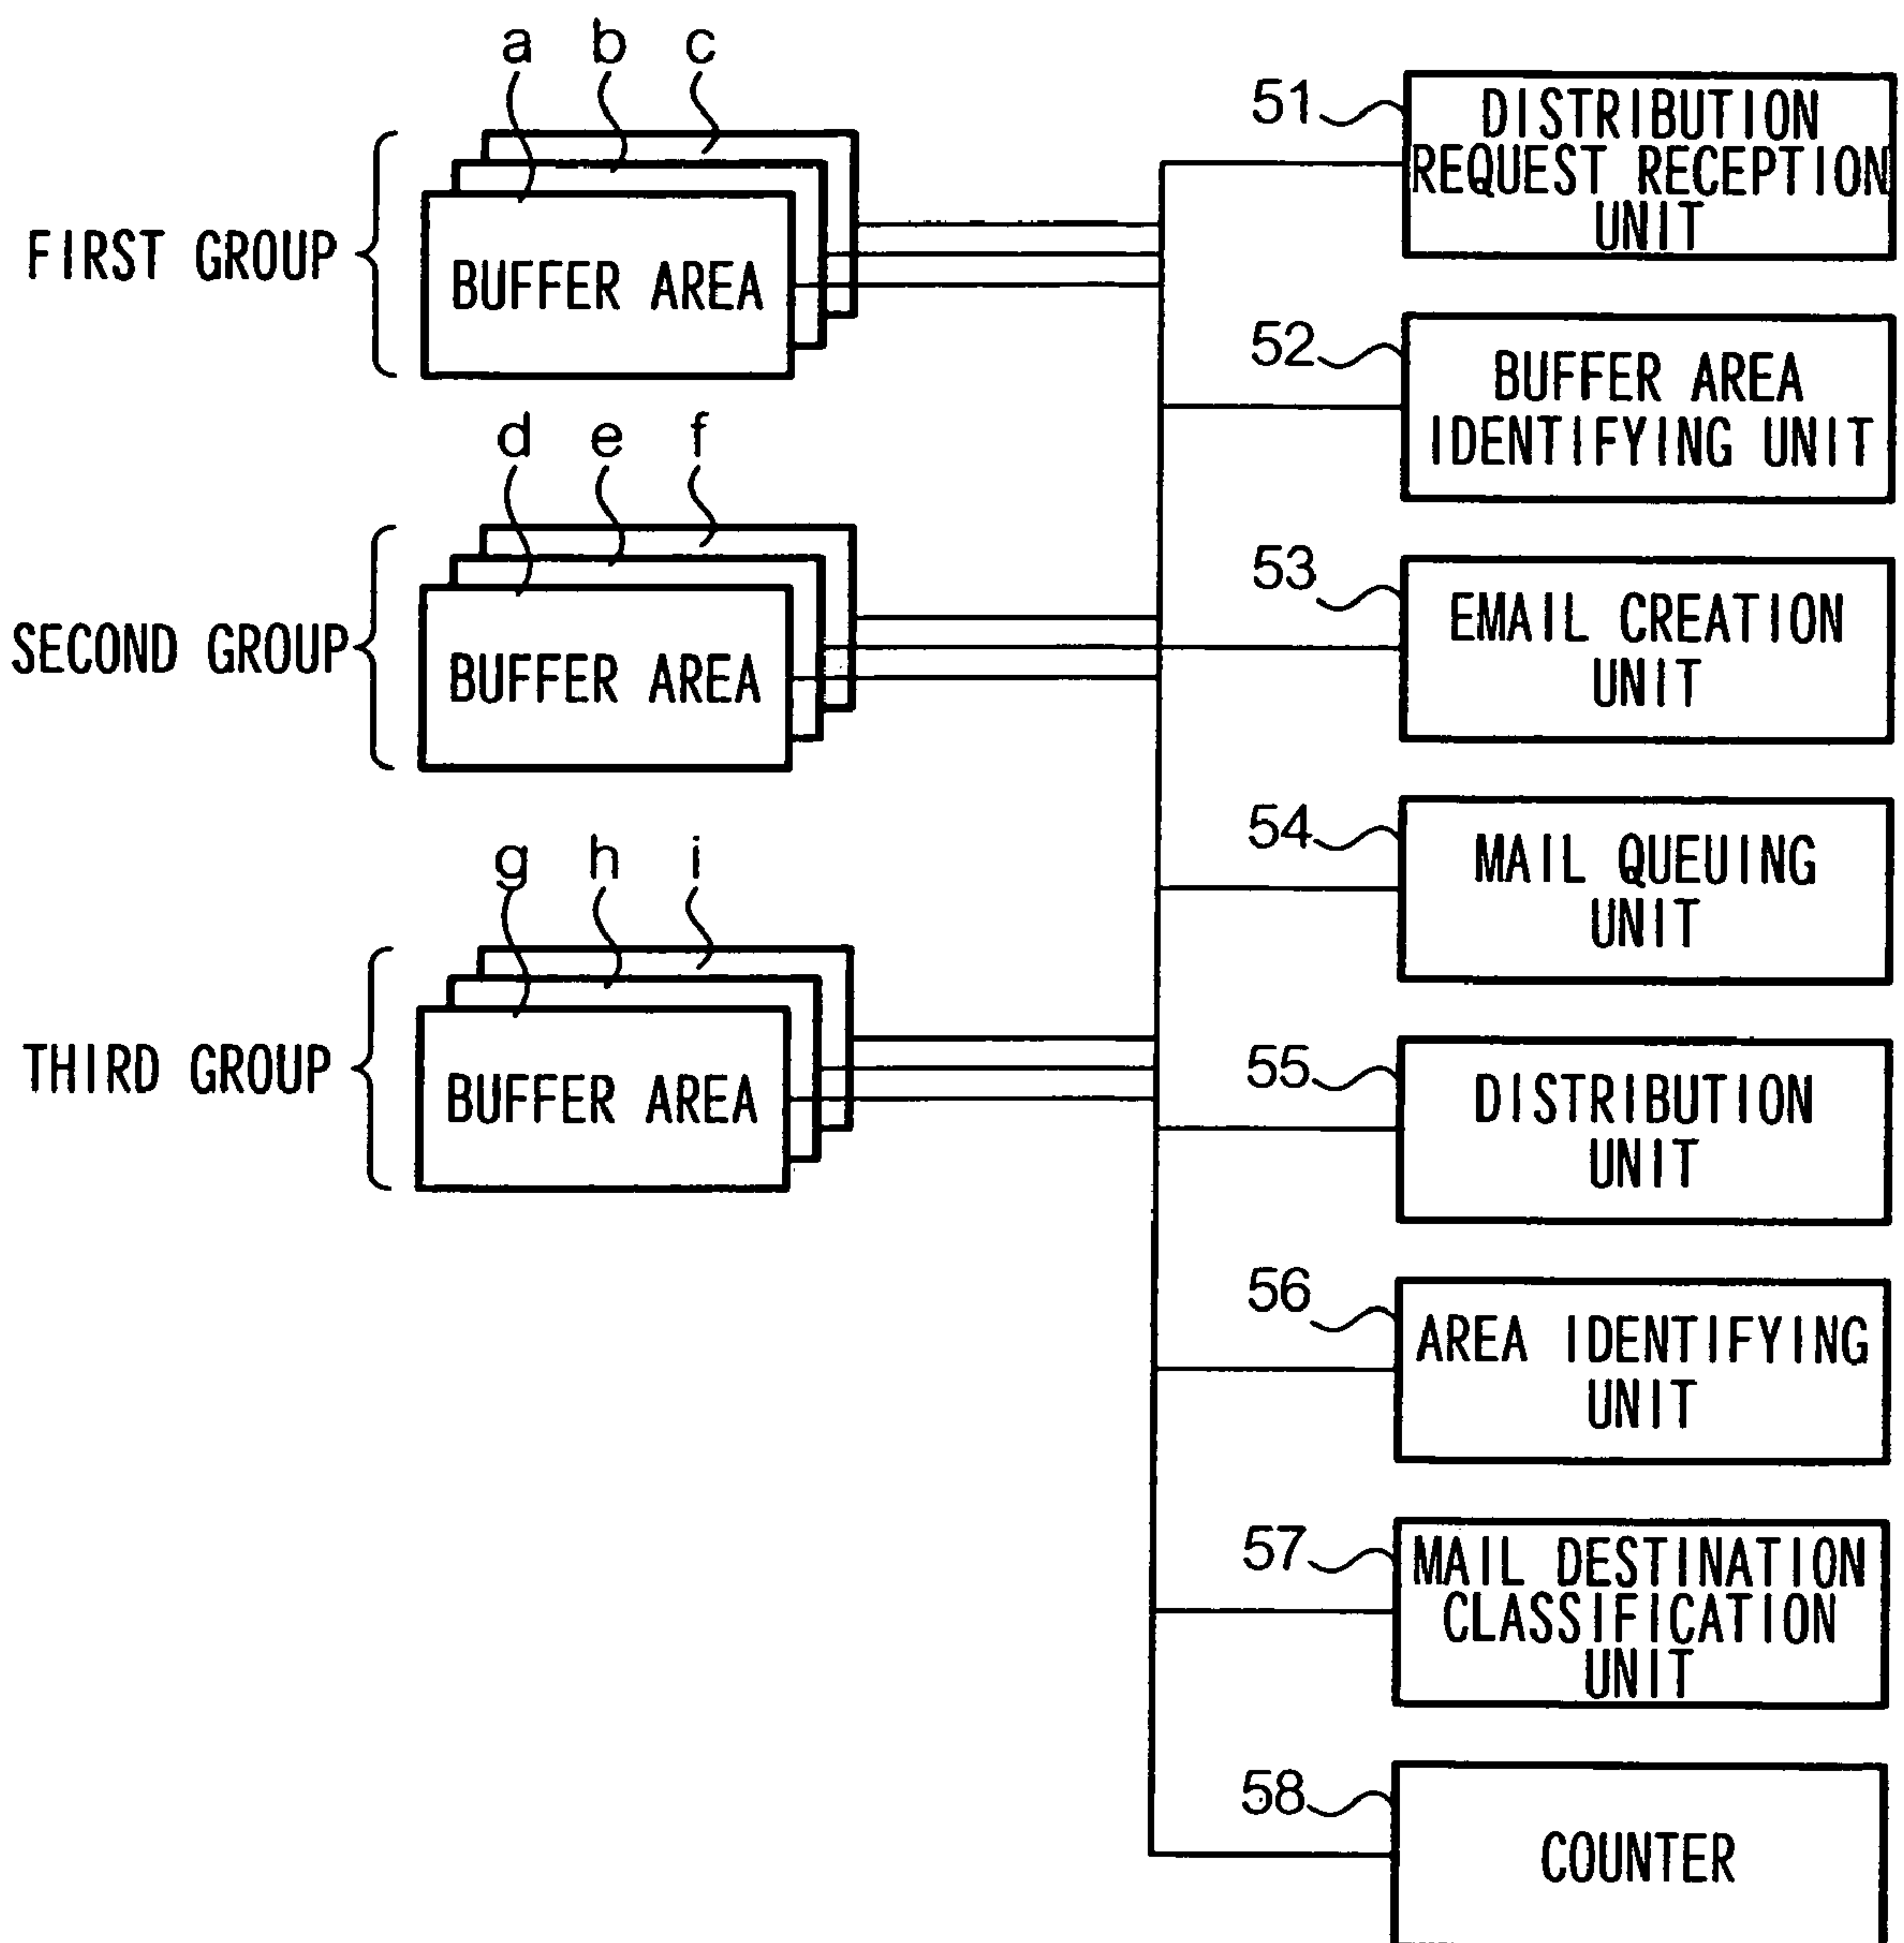 a b c
FIRST GROUP
BUFFER AREA
d e f
SECOND GROUP
BUFFER AREA
g h i
THIRD GROUP
BUFFER AREA
51
DISTRIBUTION
REQUEST RECEPTION
UNIT
52
BUFFER AREA
IDENTIFYING UNIT
53
EMAIL CREATION
UNIT
54
MAIL QUEUING
UNIT
55
DISTRIBUTION
UNIT
56
AREA IDENTIFYING
UNIT
57
MAIL DESTINATION
CLASSIFICATION
UNIT
58
COUNTER